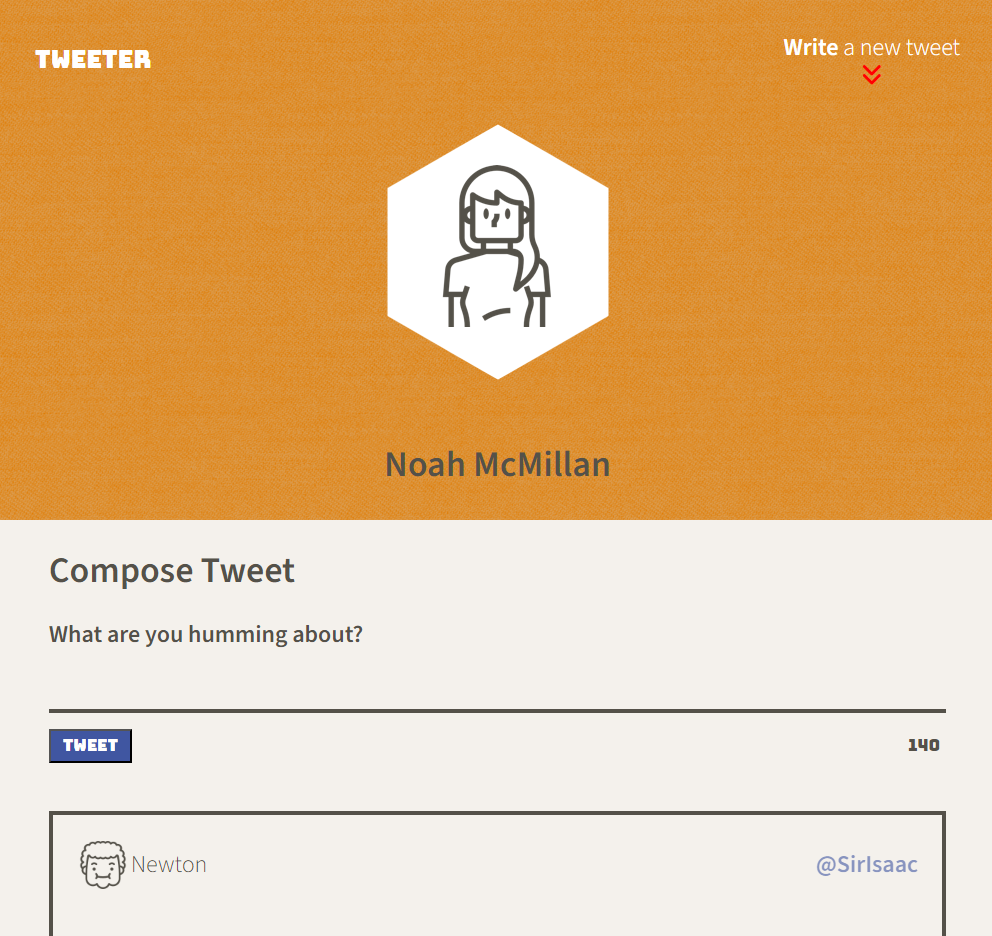 TWEETER
Write a new tweet
Noah McMillan
Compose Tweet
What are you humming about?
TWEET
140
Newton
@SirIsaac